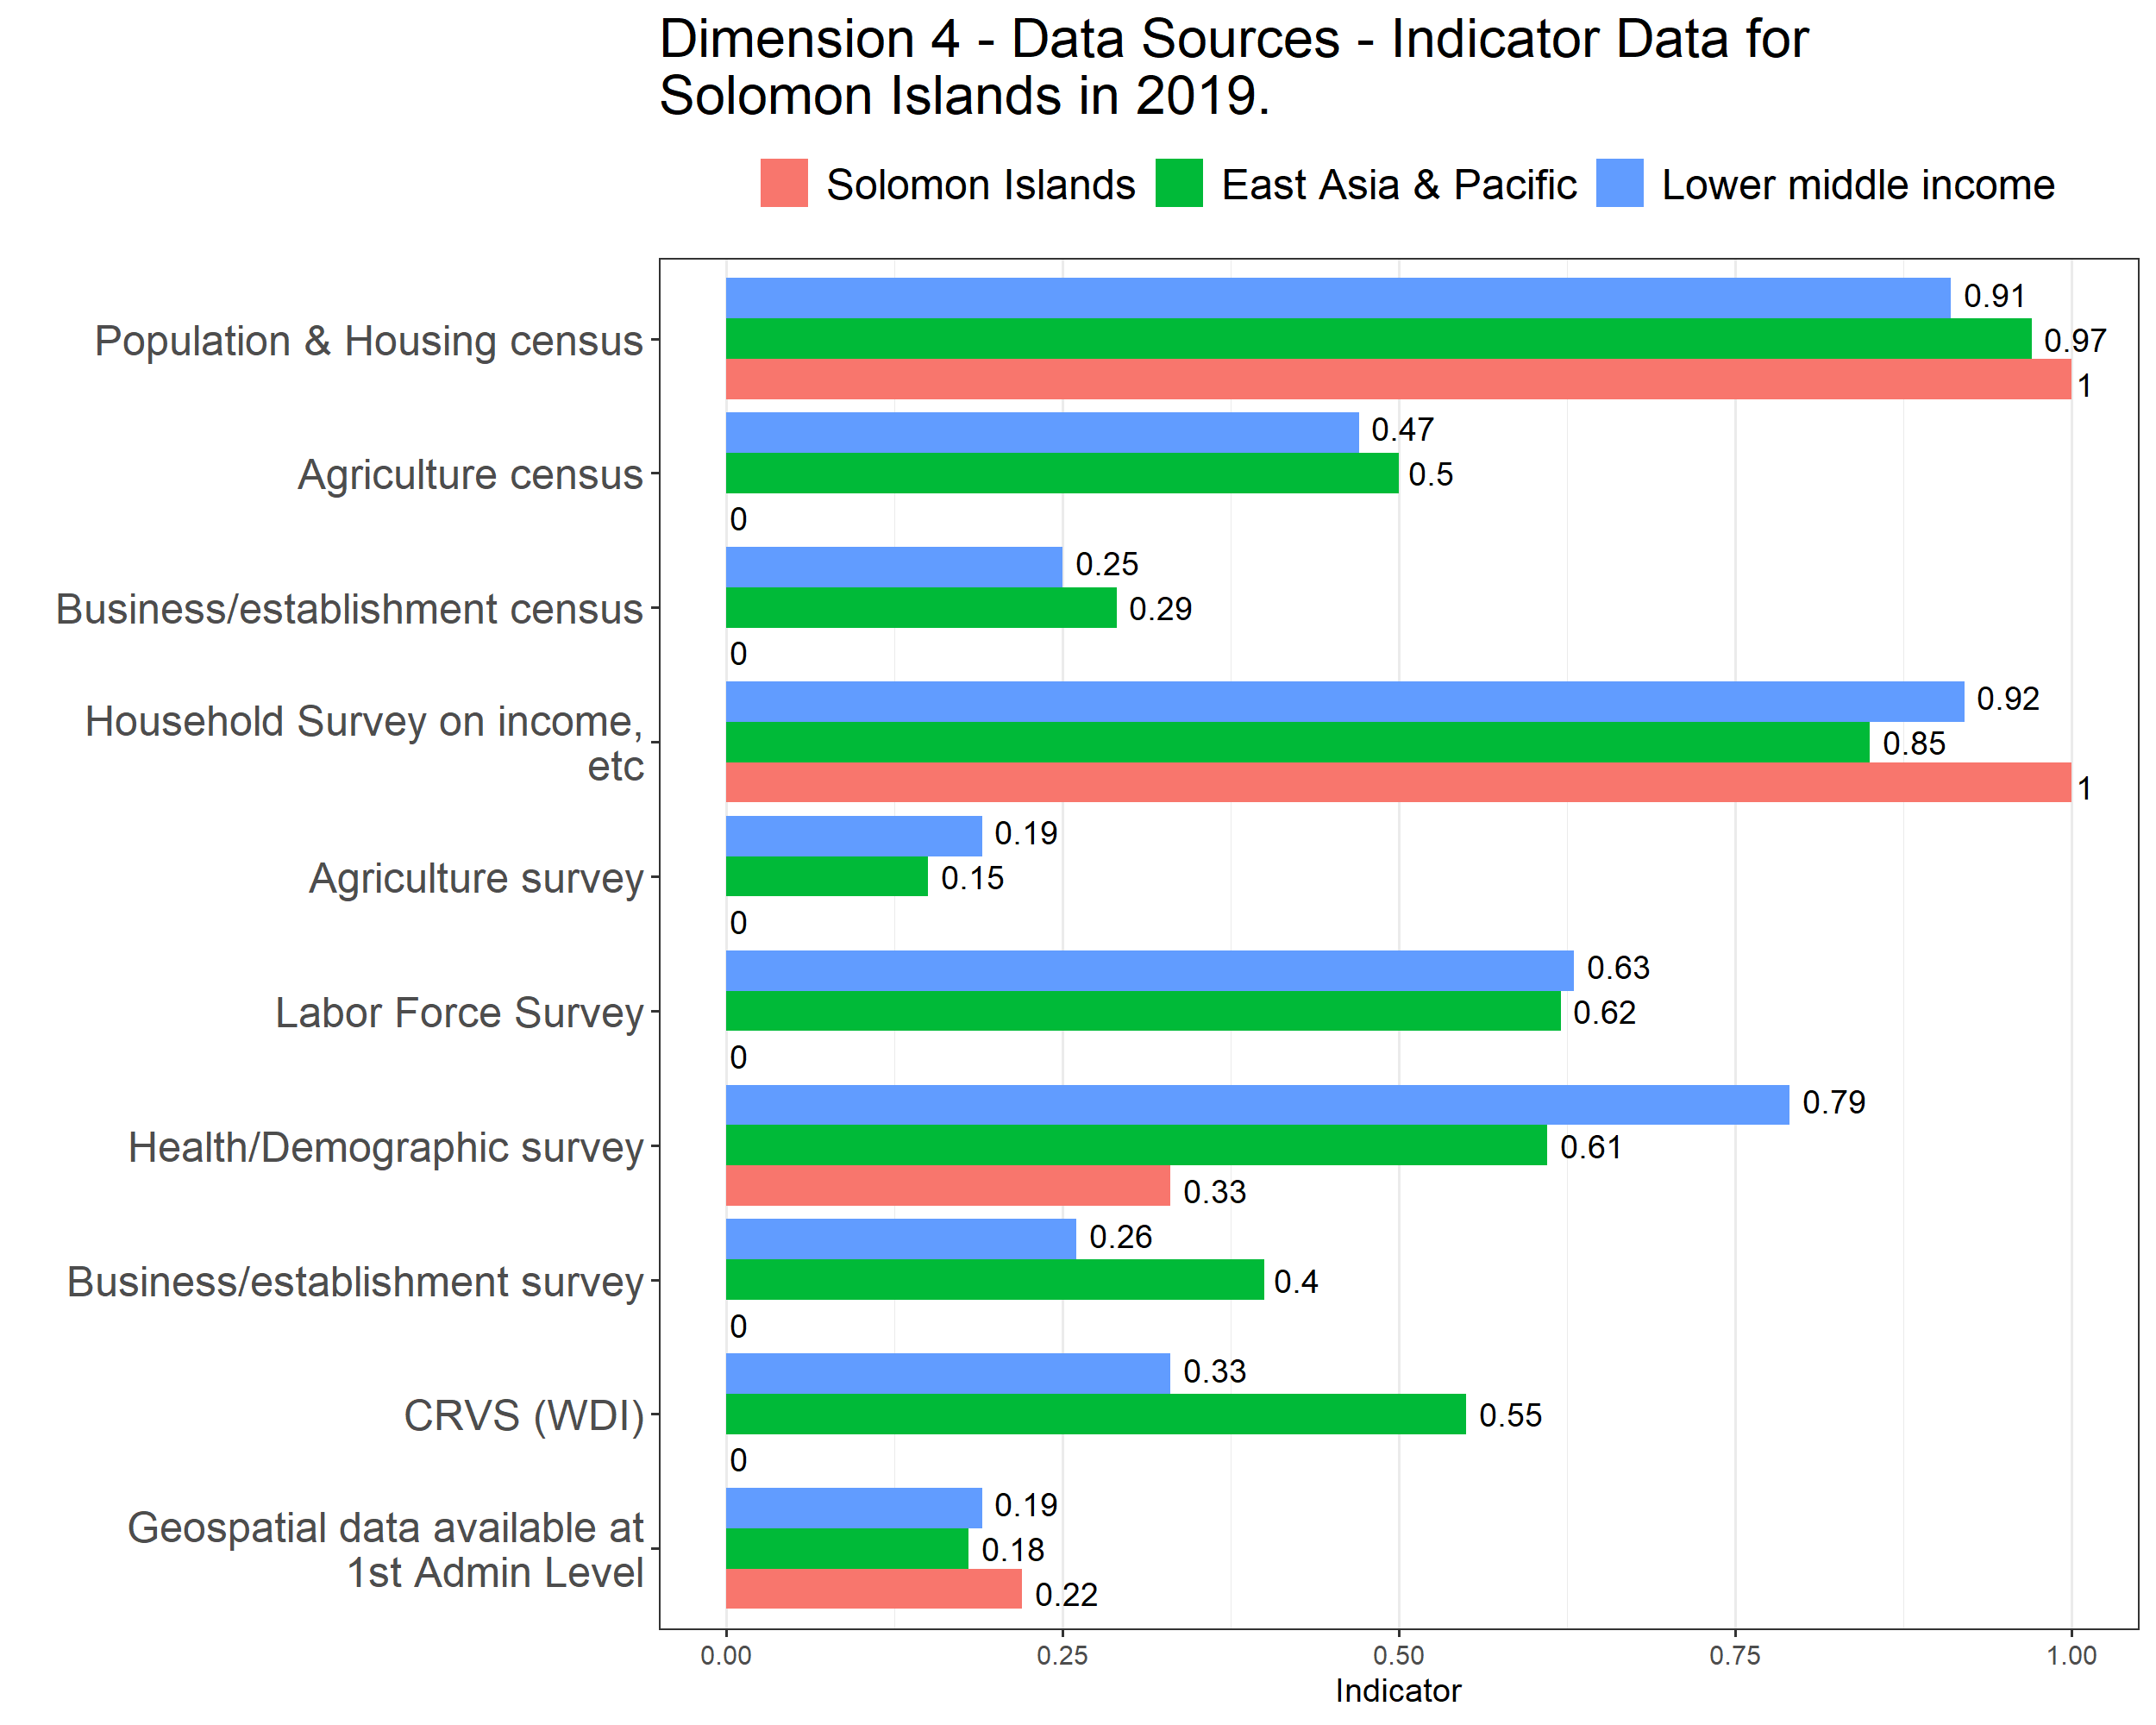 Dimension 4 - Data Sources - Indicator Data for
Solomon Islands in 2019.
Solomon Islands East Asia & Pacific Lower middle income
Population & Housing census
0.91
0.97
1
Agriculture census
0.47
0.5
0
Business/establishment census
0.25
0.29
0
Household Survey on income,
etc
0.92
0.85
1
Agriculture survey
0.19
0.15
0
Labor Force Survey
0.63
0.62
0
Health/Demographic survey
0.79
0.61
0.33
Business/establishment survey
0.26
0.4
0
CRVS (WDI)
0.33
0.55
0
Geospatial data available at
1st Admin Level
0.19
0.18
0.22
0.00 0.25 0.50 0.75 1.00
Indicator